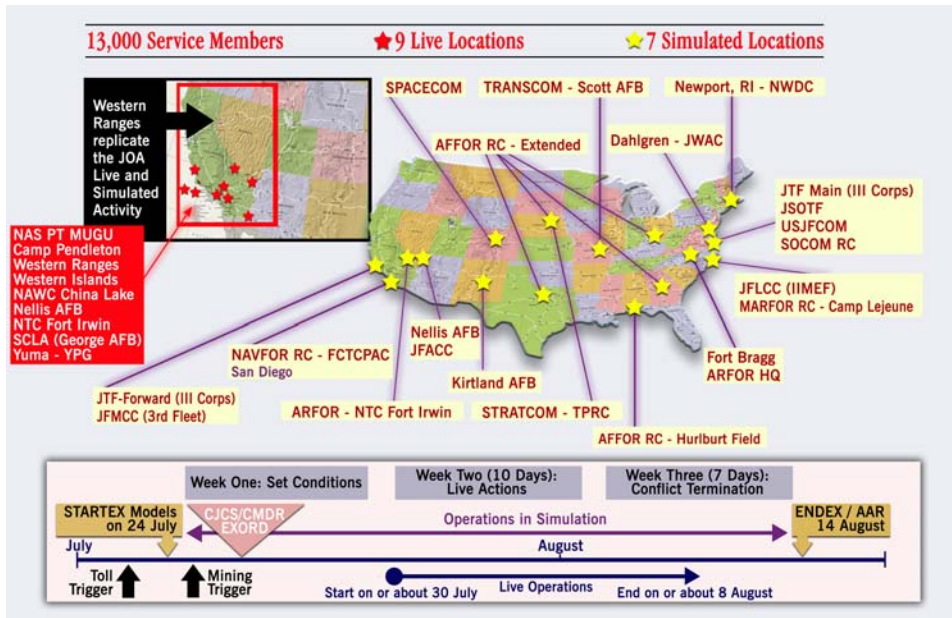 13,000 Service Members
9 Live Locations
7 Simulated Locations
Western
Ranges
replicate
the JOA
Live and
Simulated
Activity
NAS PT MUGU
Camp Pendleton
Western Ranges
Western Islands
NAWC China Lake
Nellis AFB
NTC Fort Irwin
SCLA (George AFB)
Yuma - YPG
SPACECOM
TRANSCOM - Scott AFB
Newport, RI - NWDC
AFFOR RC - Extended
Dahlgren - JWAC
JTF Main (III Corps)
JSOTF
USJFCOM
SOCOM RC
JFLCC (IIMEF)
MARFOR RC - Camp Lejeune
Fort Bragg
ARFOR HQ
Nellis AFB
JFACC
NAVFOR RC - FCTCPAC
San Diego
Kirtland AFB
JTF-Forward (III Corps)
JFMCC (3rd Fleet)
ARFOR - NTC Fort Irwin
STRATCOM - TPRC
AFFOR RC - Hurlburt Field
Week One: Set Conditions
Week Two (10 Days):
Live Actions
Week Three (7 Days):
Conflict Termination
STARTEX Models
on 24 July
CJCS/CMDR
EXORD
Operations in Simulation
ENDEX / AAR
14 August
July
August
Toll
Trigger
Mining
Trigger
Start on or about 30 July
Live Operations
End on or about 8 August